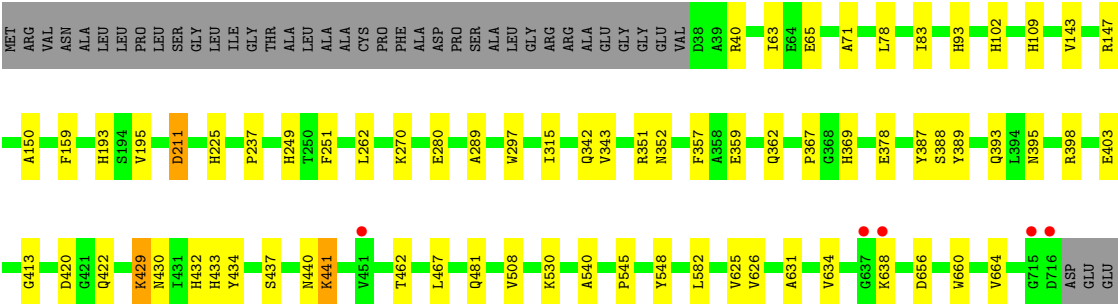 MET ARG VAL ASN ALA LEU LEU PRO LEU SER GLY LEU ILE GLY THR ALA LEU ALA ALA CYS PRO PHE ALA ASP PRO SER ALA LEU GLY ARG ARG ALA GLU GLY GLY GLU VAL D38 A39 R40 I63 E64 E65 A71 L78 I83 H93 H102 H109 V143 R147
A150 F159 H193 S194 V195 D211 H225 P237 H249 T250 F251 L262 K270 E280 A289 W297 I315 Q342 V343 R351 N352 F357 A358 E359 Q362 P367 G368 H369 E378 Y387 S388 Y389 Q393 L394 N395 R398 E403
G413 D420 G421 Q422 K429 N430 I431 H432 H433 Y434 S437 N440 K441 V451 T462 L467 Q481 V508 K530 A540 P545 Y548 L582 V625 V626 A631 V634 G637 K638 D656 W660 V664 G715 D716 ASP GLU GLU